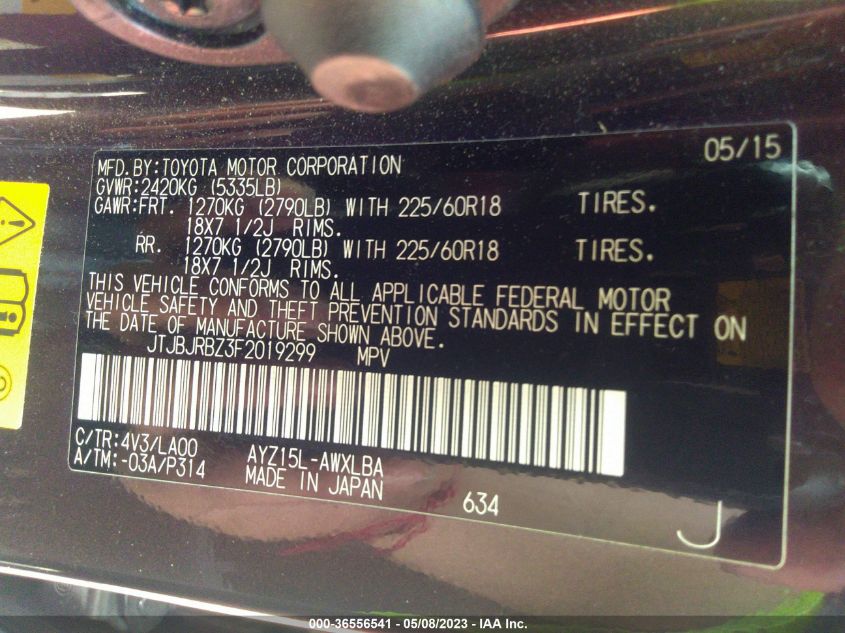 05/15
MFD.BY:TOYOTA MOTOR CORPORATION
GVWR:2420KG (5335LB)
GAWR:FRT. 1270KG (2790LB) WITH 225/60R18 TIRES.
18X7 1/2J RIMS.
RR. 1270KG (2790LB) WITH 225/60R18 TIRES.
18X7 1/2J RIMS.
THIS VEHICLE CONFORMS TO ALL APPLICABLE FEDERAL MOTOR
VEHICLE SAFETY AND THEFT PREVENTION STANDARDS IN EFFECT ON
THE DATE OF MANUFACTURE SHOWN ABOVE.
JTJBJRBZ3F2019299 MPV
C/TR:4V3/LA00 AYZ15L-AWXLBA
A/TM:-03A/P314 MADE IN JAPAN
634
J
000-36556541 - 05/08/2023 - IAA Inc.